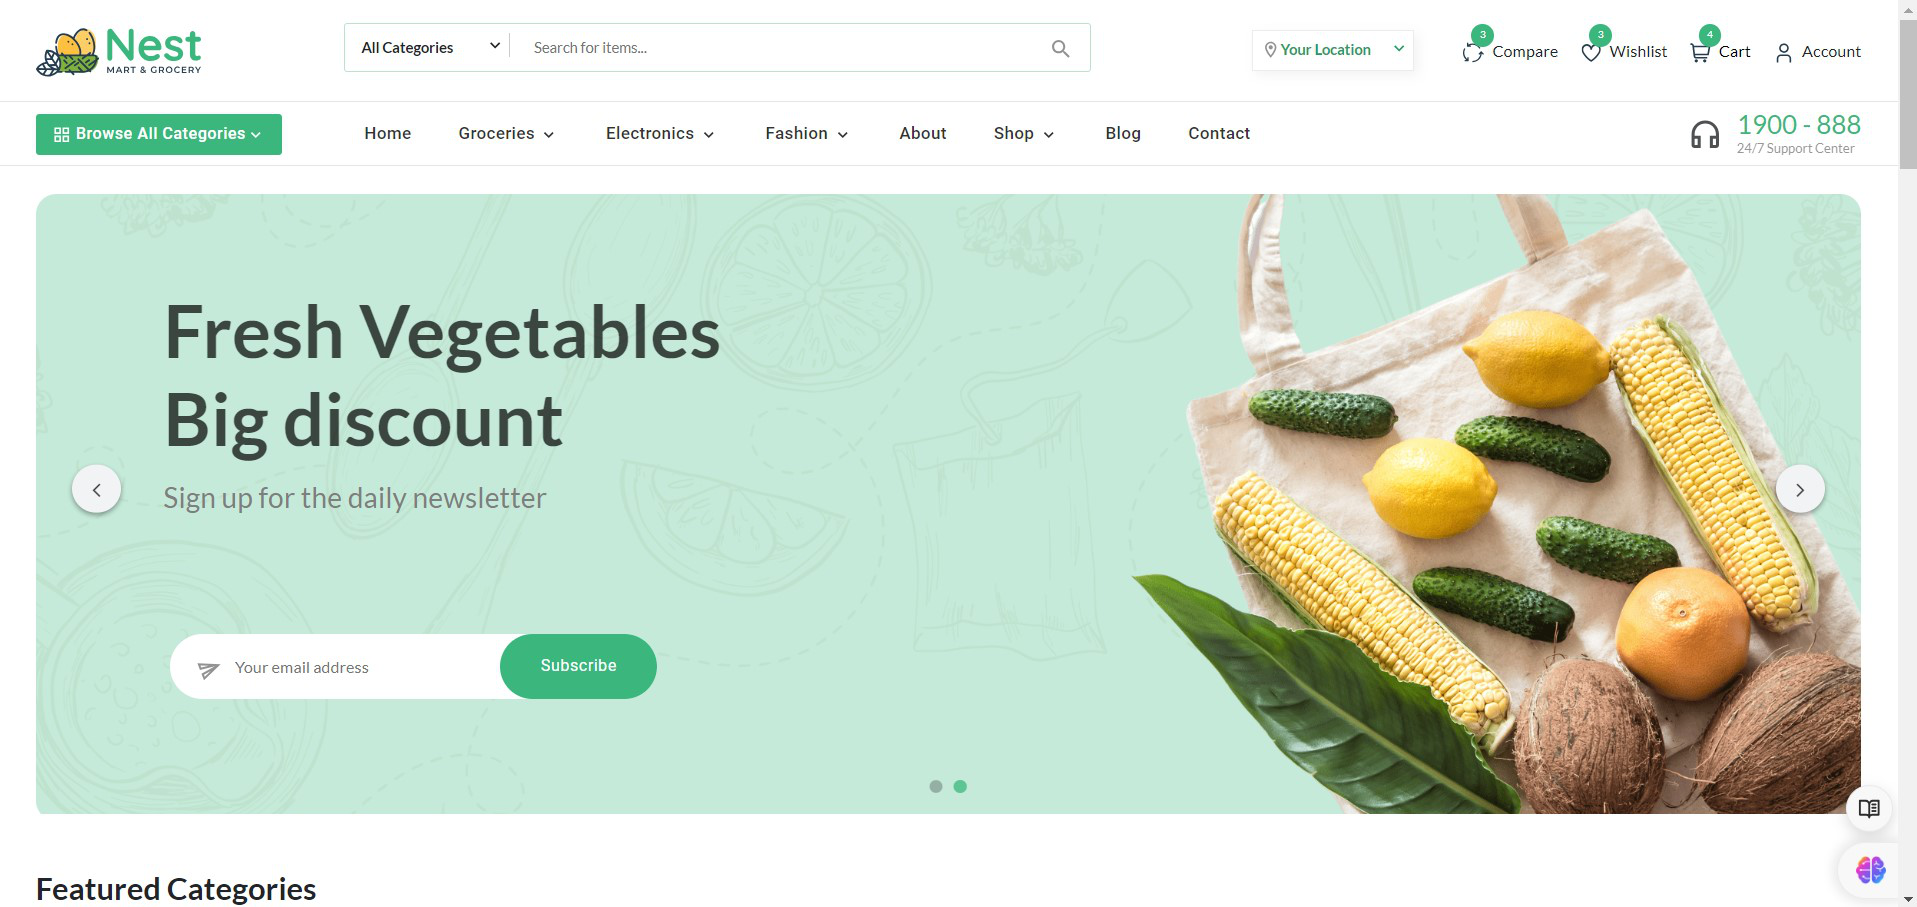 Nest
MART & GROCERY
All Categories
Search for items...
Your Location
3
Compare
3
Wishlist
4
Cart
Account
Browse All Categories
Home
Groceries
Electronics
Fashion
About
Shop
Blog
Contact
1900 - 888
24/7 Support Center
Fresh Vegetables
Big discount
Sign up for the daily newsletter
Your email address
Subscribe
Featured Categories